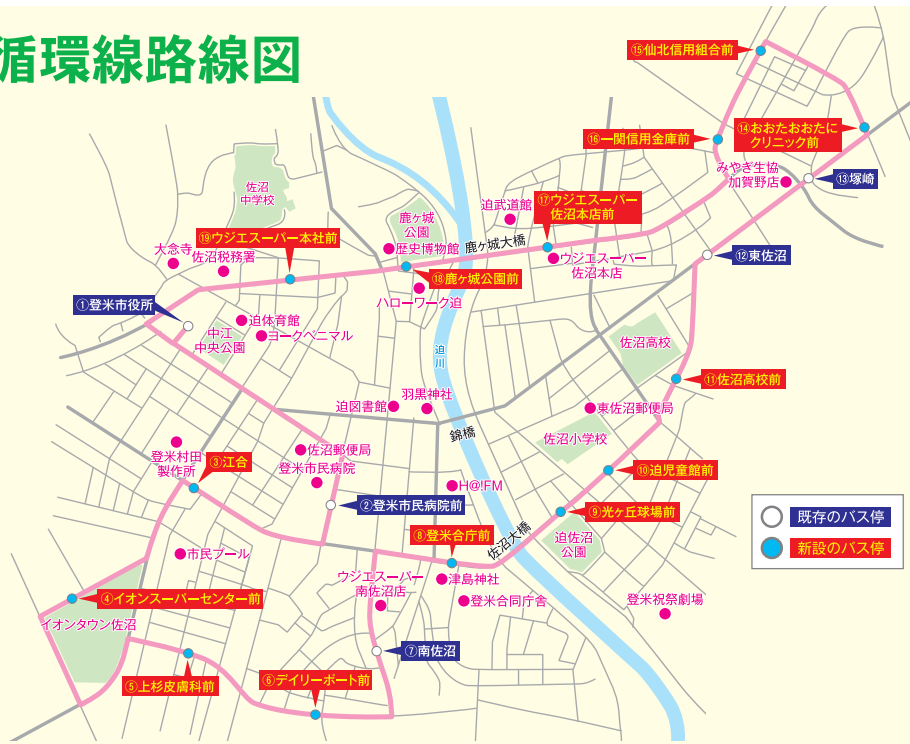 循環線路線図
⑮仙北信用組合前
⑭おおたおおたに
クリニック前
⑯一関信用金庫前
みやぎ生協
加賀野店
⑬塚崎
佐沼
中学校
迫武道館
⑰ウジエスーパー
佐沼本店前
鹿ヶ城
公園
⑲ウジエスーパー本社前
大念寺
佐沼税務署
歴史博物館
鹿ヶ城大橋
ウジエスーパー
佐沼本店
⑫東佐沼
⑱鹿ヶ城公園前
ハローワーク迫
①登米市役所
迫体育館
中江
中央公園
ヨークベニマル
迫川
佐沼高校
⑪佐沼高校前
羽黒神社
迫図書館
東佐沼郵便局
錦橋
佐沼小学校
登米村田
製作所
③江合
佐沼郵便局
登米市民病院
⑩迫児童館前
H@!FM
②登米市民病院前
⑨光ヶ丘球場前
既存のバス停
新設のバス停
⑧登米合庁前
佐沼大橋
迫佐沼
公園
市民プール
ウジエスーパー
南佐沼店
津島神社
登米合同庁舎
登米祝祭劇場
④イオンスーパーセンター前
イオンタウン佐沼
⑦南佐沼
⑤上杉皮膚科前
⑥デイリーポート前